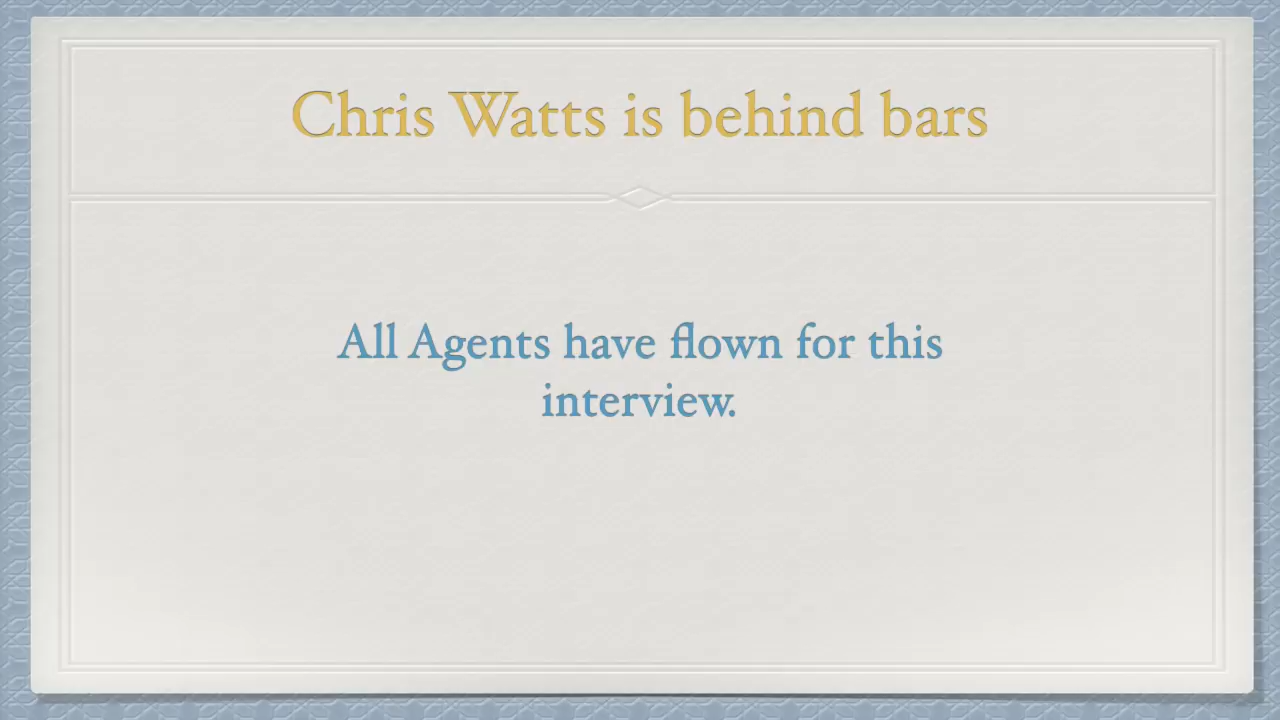 Chris Watts is behind bars
All Agents have flown for this
interview.